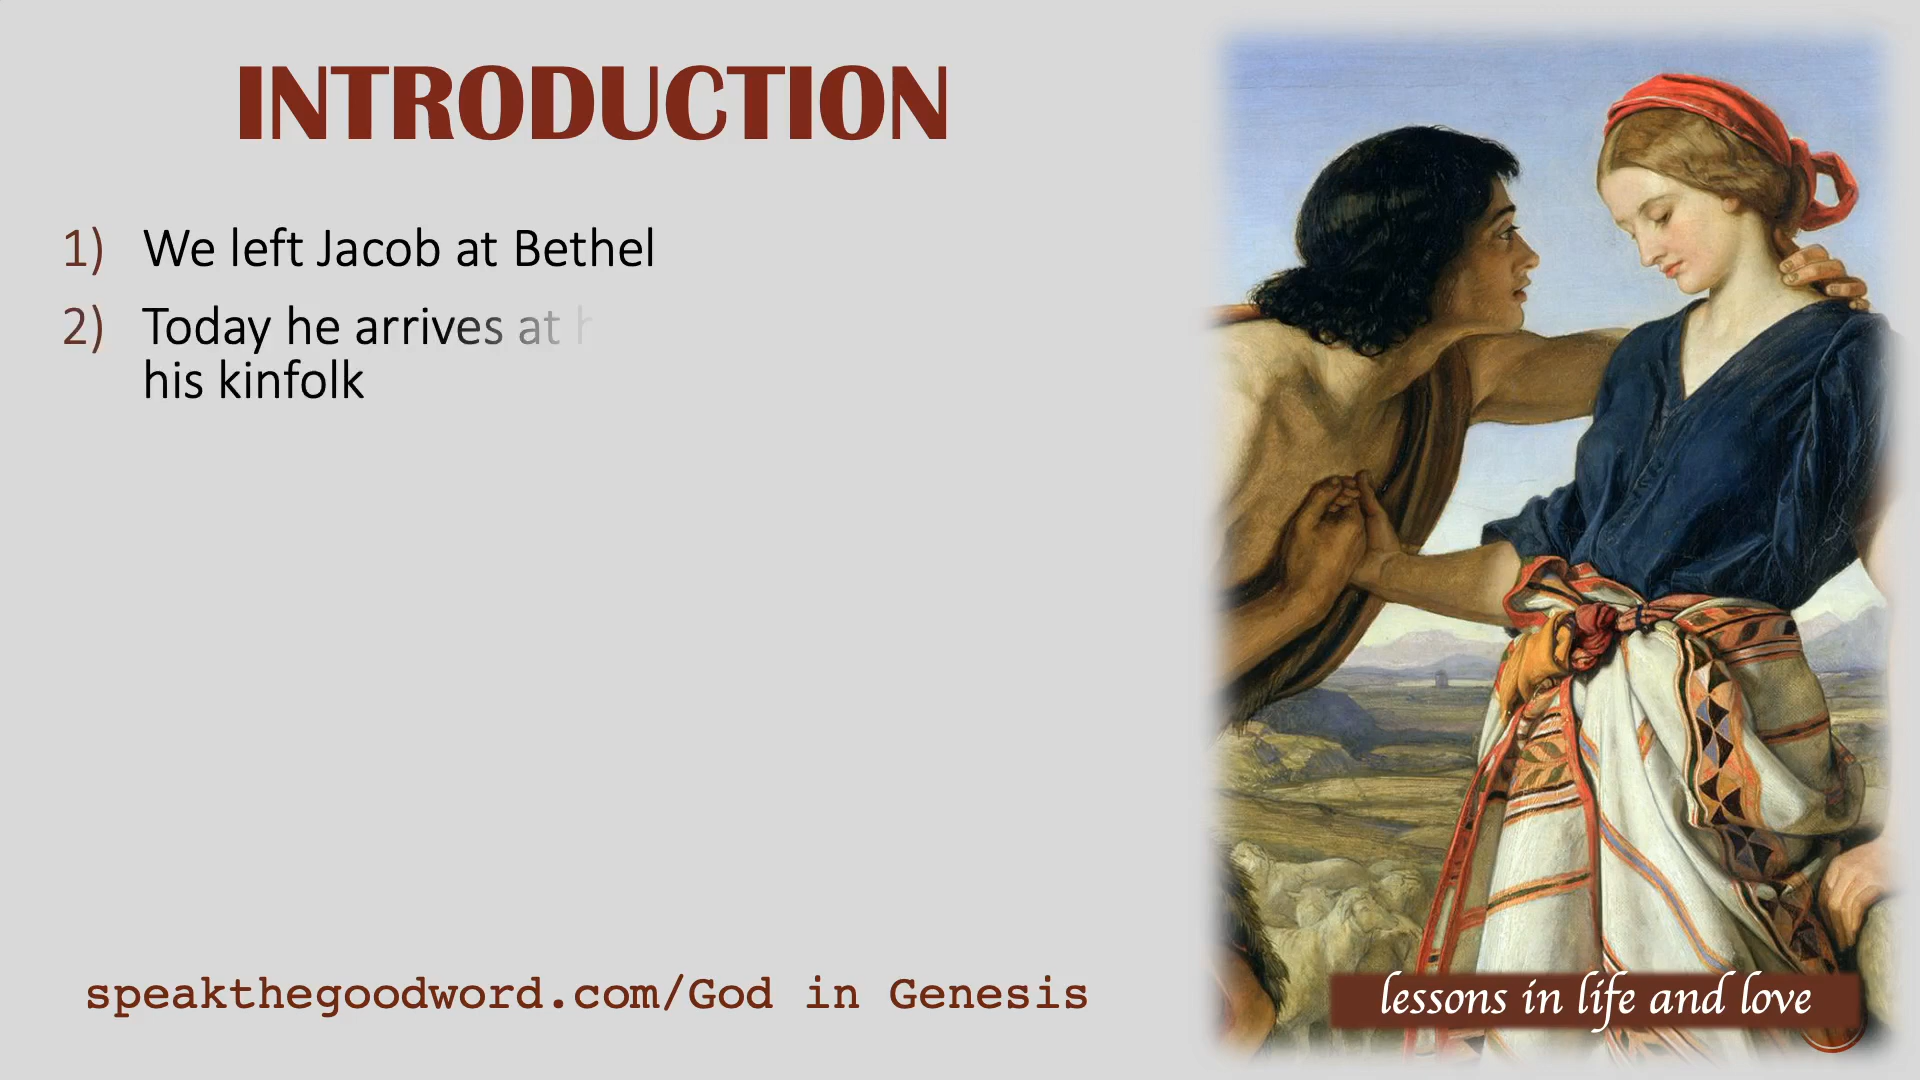 INTRODUCTION
1) We left Jacob at Bethel
2) Today he arrives at
his kinfolk
speakthegoodword.com/God in Genesis
lessons in life and love